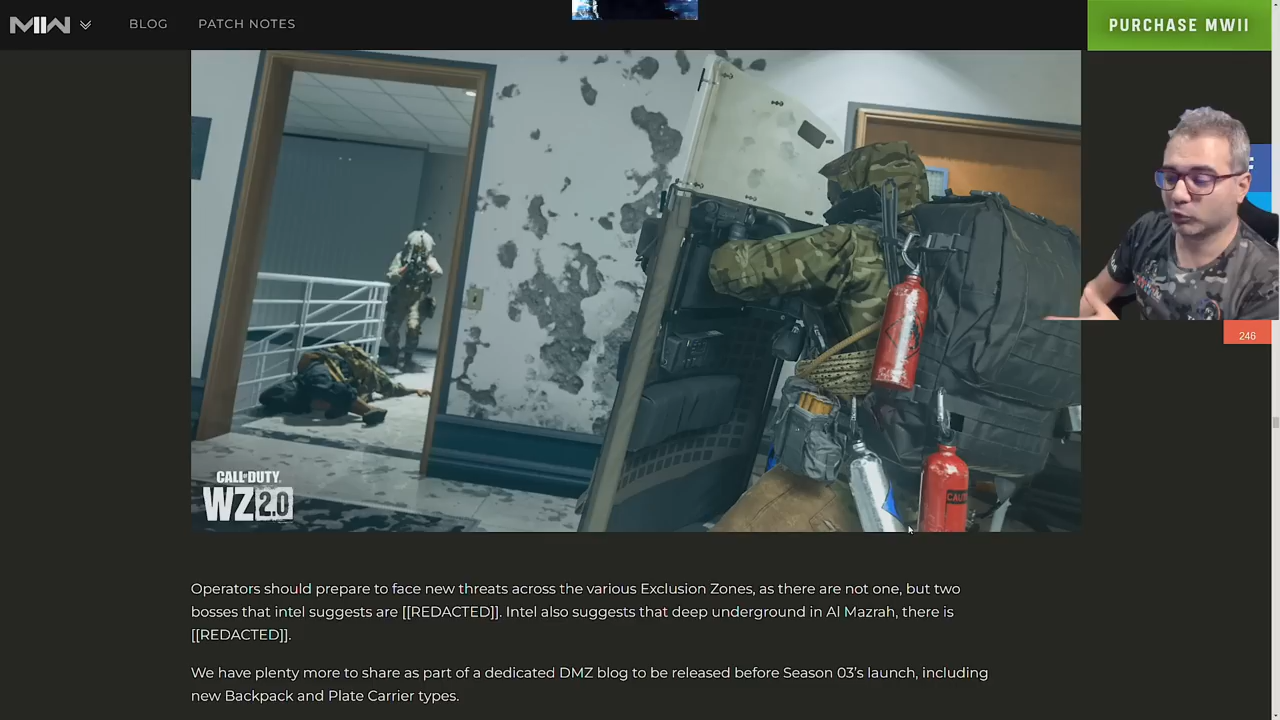 MW
BLOG
PATCH NOTES
PURCHASE MWII
CALL OF DUTY
WZ 2.0
246
Operators should prepare to face new threats across the various Exclusion Zones, as there are not one, but two
bosses that intel suggests are [[REDACTED]]. Intel also suggests that deep underground in Al Mazrah, there is
[[REDACTED]].
We have plenty more to share as part of a dedicated DMZ blog to be released before Season 03’s launch, including
new Backpack and Plate Carrier types.